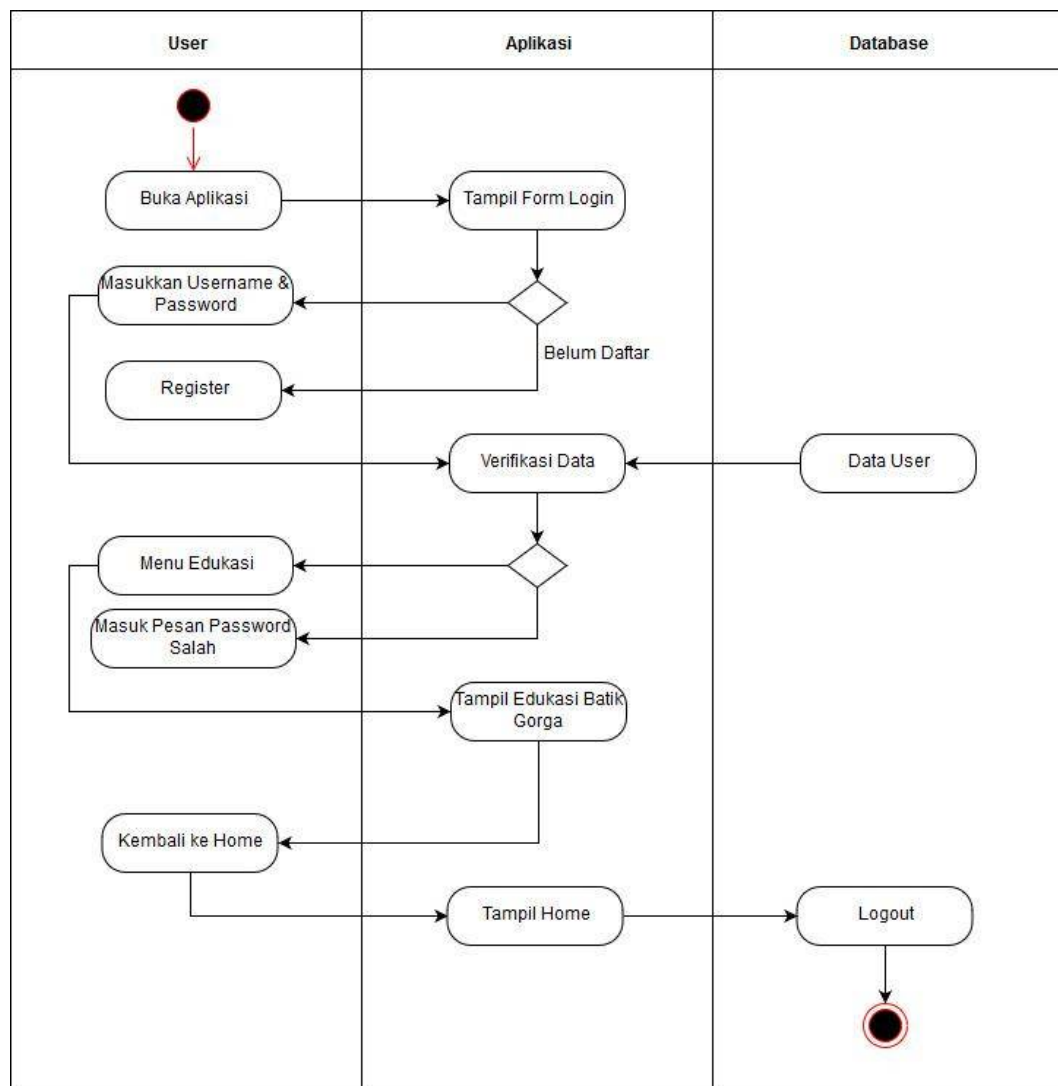 User
Aplikasi
Database
Buka Aplikasi
Tampil Form Login
Masukkan Username &
Password
Belum Daftar
Register
Verifikasi Data
Data User
Menu Edukasi
Masuk Pesan Password
Salah
Tampil Edukasi Batik
Gorga
Kembali ke Home
Tampil Home
Logout